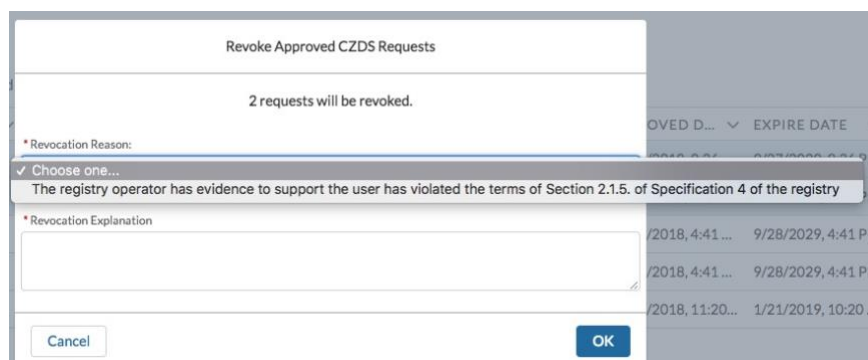 Revoke Approved CZDS Requests
2 requests will be revoked.
OVED D... EXPIRE DATE
*Revocation Reason:
✓ Choose one...
The registry operator has evidence to support the user has violated the terms of Section 2.1.5. of Specification 4 of the registry
*Revocation Explanation
/2018, 4:41 ... 9/28/2029, 4:41 P
/2018, 4:41 ... 9/28/2029, 4:41 P
/2018, 11:20... 1/21/2019, 10:20
Cancel
OK